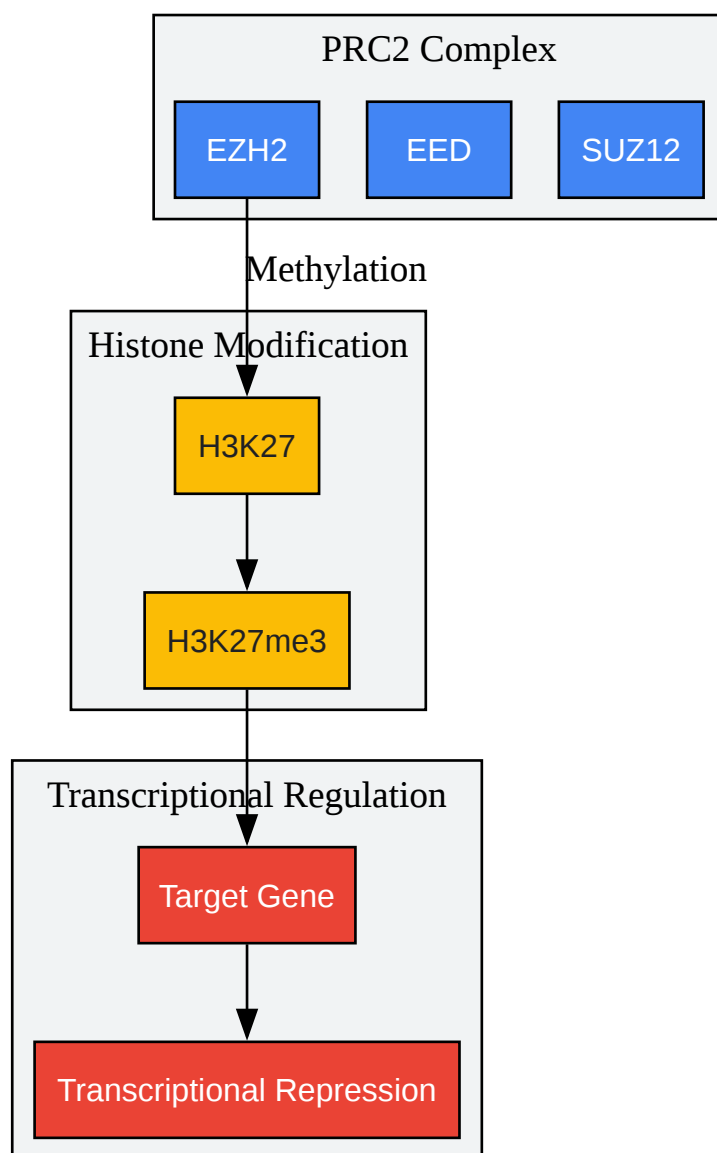 PRC2 Complex
EZH2 EED SUZ12
Methylation
Histone Modification
H3K27
H3K27me3
Transcriptional Regulation
Target Gene
Transcriptional Repression